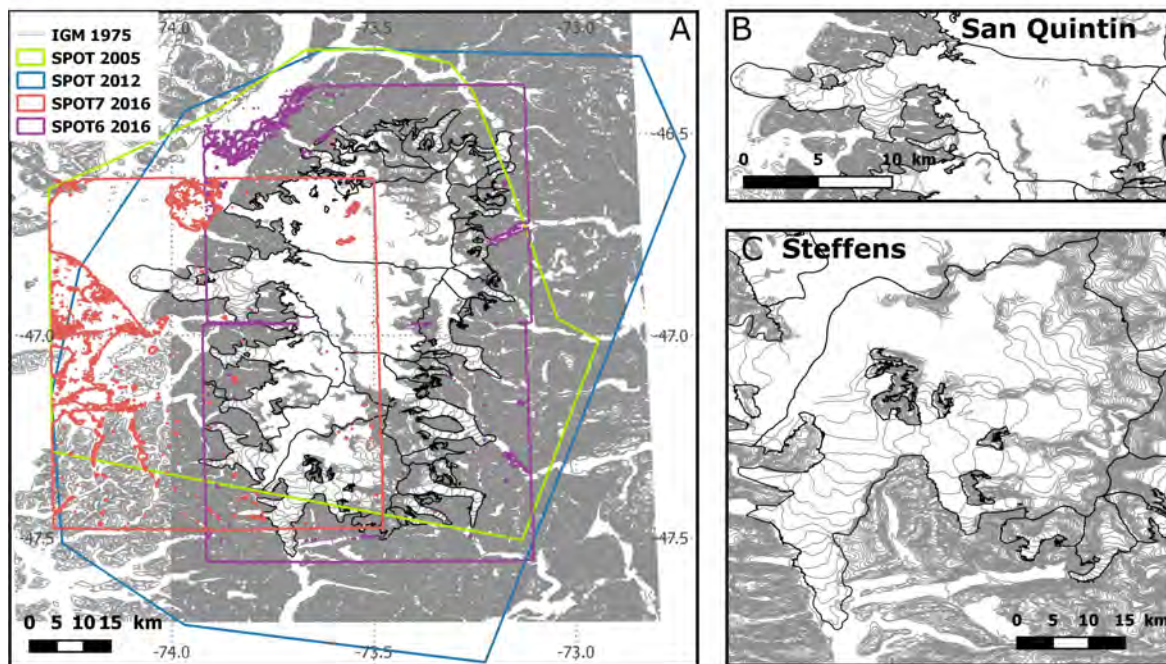 -74.0
-73.5
-73.0
A
IGM 1975
SPOT 2005
SPOT 2012
SPOT7 2016
SPOT6 2016
-46.5
-47.0
-47.0
-47.5
-47.5
0 5 10 15 km
-74.0
-73.5
-73.0
B
San Quintin
0 5 10 km
C Steffens
0 5 10 15 km